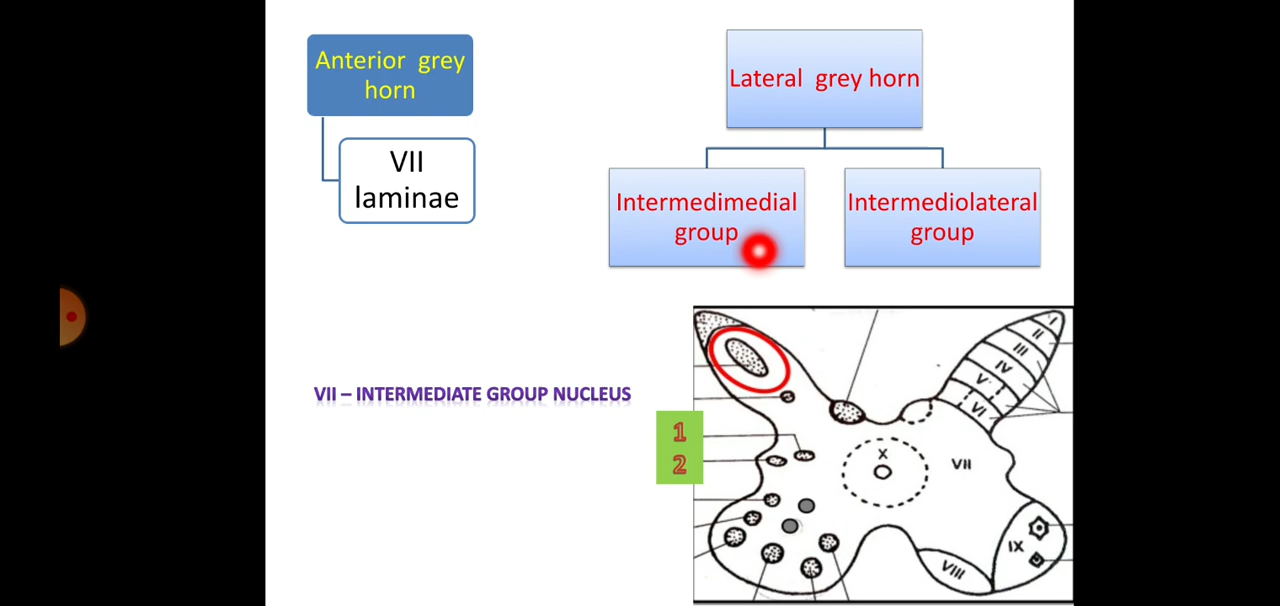 Anterior grey
horn
VII
laminae
Lateral grey horn
Intermedimedial
group
Intermediolateral
group
VII – INTERMEDIATE GROUP NUCLEUS
1
2
I
II
III
IV
V
VI
X
VII
IX
VIII